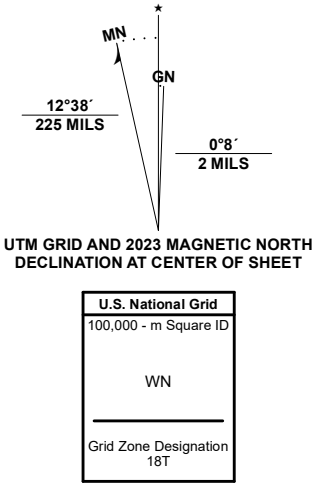 ★
MN
GN
12°38´
225 MILS
0°8´
2 MILS
UTM GRID AND 2023 MAGNETIC NORTH
DECLINATION AT CENTER OF SHEET
U.S. National Grid
100,000 - m Square ID
WN
Grid Zone Designation
18T